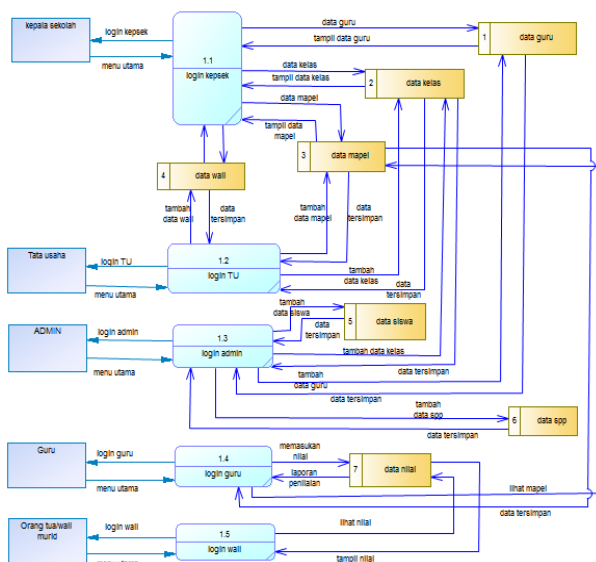 kepala sekolah
login kepsek
menu utama
1.1
login kepsek
data guru
tampil data guru
1
data guru
data kelas
tampil data kelas
2
data kelas
data mapel
tampil data
mapel
3
data mapel
4
data wali
tambah
data wali
data
tersimpan
tambah
data mapel
data
tersimpan
Tata usaha
login TU
menu utama
1.2
login TU
tambah
data kelas
data
tersimpan
ADMIN
login admin
menu utama
1.3
login admin
tambah
data siswa
data
tersimpan
5
data siswa
tambah data kelas
data tersimpan
tambah
data guru
data tersimpan
tambah
data spp
data tersimpan
6
data spp
Guru
login guru
menu utama
1.4
login guru
memasukan
nilai
laporan
penilaian
7
data nilai
lihat mapel
data tersimpan
Orang tua/wali
murid
login wali
1.5
login wali
lihat nilai
tampil nilai